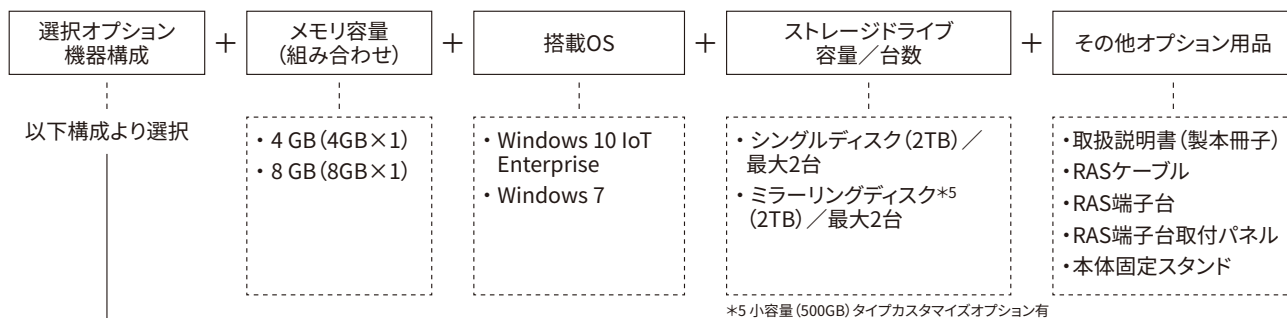 選択オプション
機器構成
+
メモリ容量
(組み合わせ)
+
搭載OS
+
ストレージドライブ
容量／台数
+
その他オプション用品
以下構成より選択
・4 GB(4GB×1)
・8 GB(8GB×1)
・Windows 10 IoT
Enterprise
・Windows 7
・シングルディスク(2TB)／
最大2台
・ミラーリングディスク*5
(2TB)／最大2台
・取扱説明書(製本冊子)
・RASケーブル
・RAS端子台
・RAS端子台取付パネル
・本体固定スタンド
*5 小容量(500GB)タイプカスタマイズオプション有